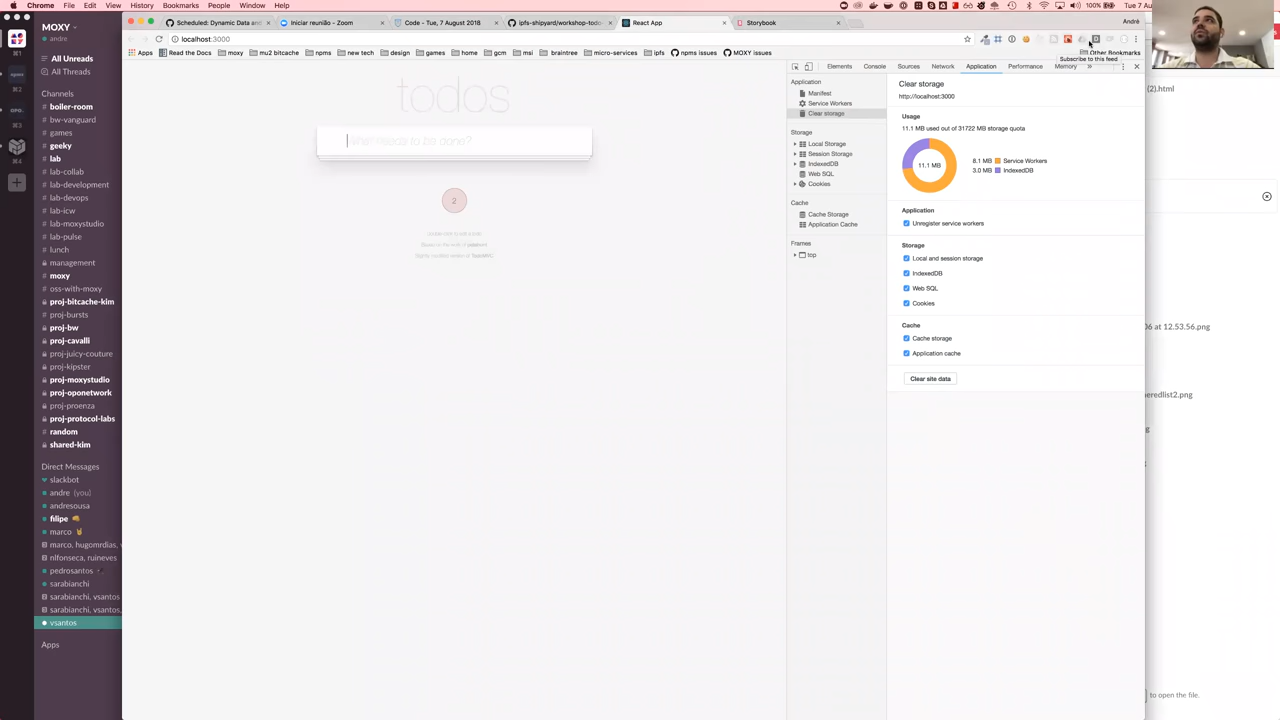 Chrome File Edit View History Bookmarks People Window Help
100% Tue 7 A
MOXY
andre
All Unreads
All Threads
Channels
# boiler-room
# bw-vanguard
# games
# geeky
# lab
# lab-collab
# lab-development
# lab-devops
# lab-icw
# lab-moxystudio
# lab-pulse
# lunch
management
# moxy
# oss-with-moxy
proj-bitcache-kim
# proj-bursts
proj-bw
proj-cavalli
proj-juicy-couture
proj-kipster
proj-moxystudio
proj-oponetwork
proj-proenza
proj-protocol-labs
# random
shared-kim
Direct Messages
slackbot
andre (you)
andresousa
filipe
marco
marco, hugomrdias, v
nlfonseca, ruineves
pedrosantos
sarabianchi
sarabianchi, vsantos
sarabianchi, vsantos,
vsantos
Apps
⌘1
⌘2
⌘3
⌘4
Scheduled: Dynamic Data and
Iniciar reunião - Zoom
Code - Tue, 7 August 2018
ipfs-shipyard/workshop-todo-
React App
Storybook
André
localhost:3000
Apps Read the Docs mu2 bitcache npms new tech design games home gcm msi braintree micro-services ipfs npms issues MOXY issues Other Bookmarks
Subscribe to this feed
todos
What needs to be done?
2
Elements Console Sources Network Application Performance Memory »
Application
Manifest
Service Workers
Clear storage
Storage
Local Storage
Session Storage
IndexedDB
Web SQL
Cookies
Cache
Cache Storage
Application Cache
Frames
top
Clear storage
http://localhost:3000
Usage
11.1 MB used out of 31722 MB storage quota
11.1 MB
8.1 MB Service Workers
3.0 MB IndexedDB
Application
Unregister service workers
Storage
Local and session storage
IndexedDB
Web SQL
Cookies
Cache
Cache storage
Application cache
Clear site data
(2).html
06 at 12.53.56.png
eredlist2.png
to open the file.